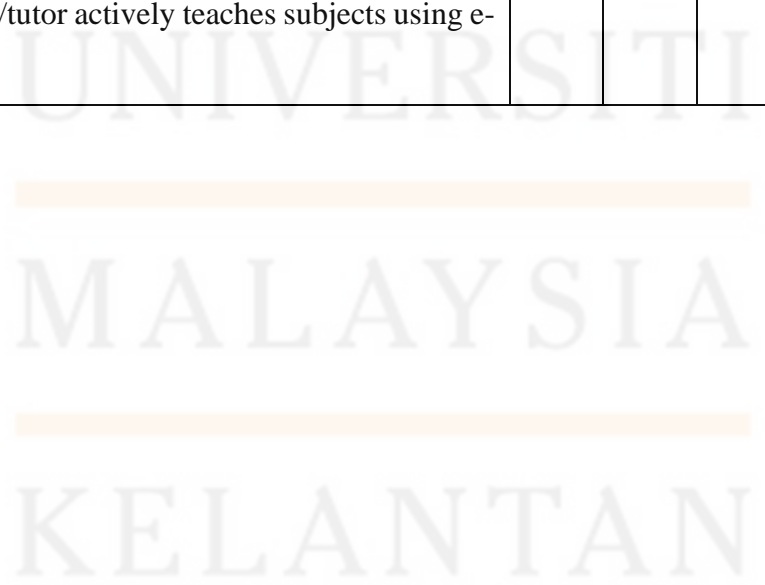 /tutor actively teaches subjects using e-
UNIVERSITI
MALAYSIA
KELANTAN